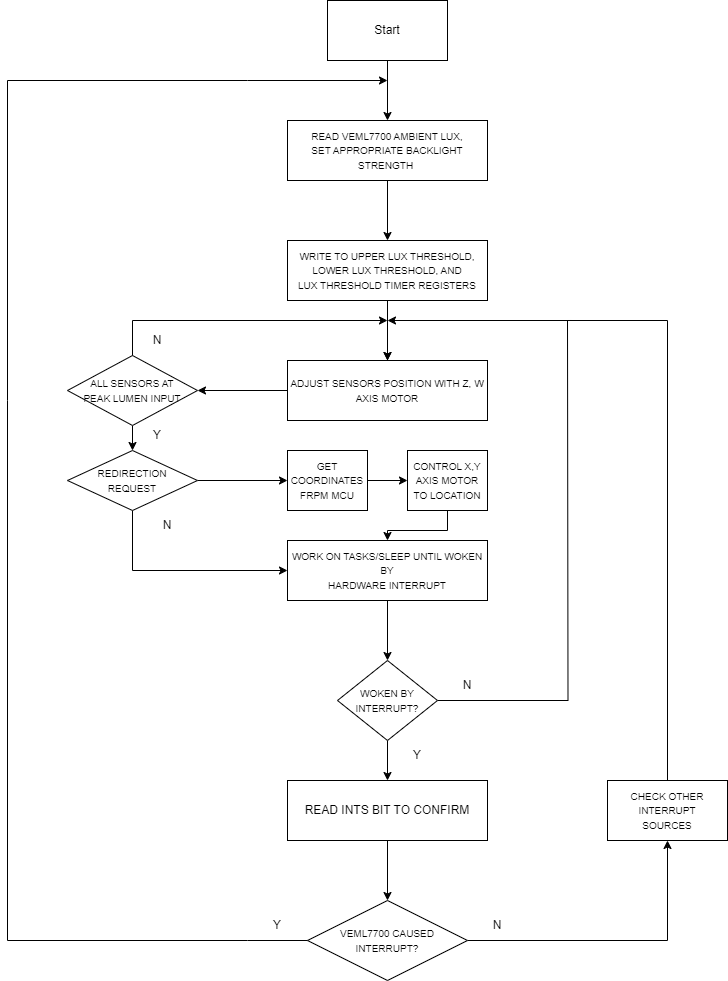 Start
READ VEML7700 AMBIENT LUX,
SET APPROPRIATE BACKLIGHT
STRENGTH
WRITE TO UPPER LUX THRESHOLD,
LOWER LUX THRESHOLD, AND
LUX THRESHOLD TIMER REGISTERS
N
ALL SENSORS AT
PEAK LUMEN INPUT
ADJUST SENSORS POSITION WITH Z, W
AXIS MOTOR
Y
REDIRECTION
REQUEST
GET
COORDINATES
FRPM MCU
CONTROL X,Y
AXIS MOTOR
TO LOCATION
N
WORK ON TASKS/SLEEP UNTIL WOKEN
BY
HARDWARE INTERRUPT
WOKEN BY
INTERRUPT?
N
Y
READ INTS BIT TO CONFIRM
CHECK OTHER
INTERRUPT
SOURCES
Y
VEML7700 CAUSED
INTERRUPT?
N